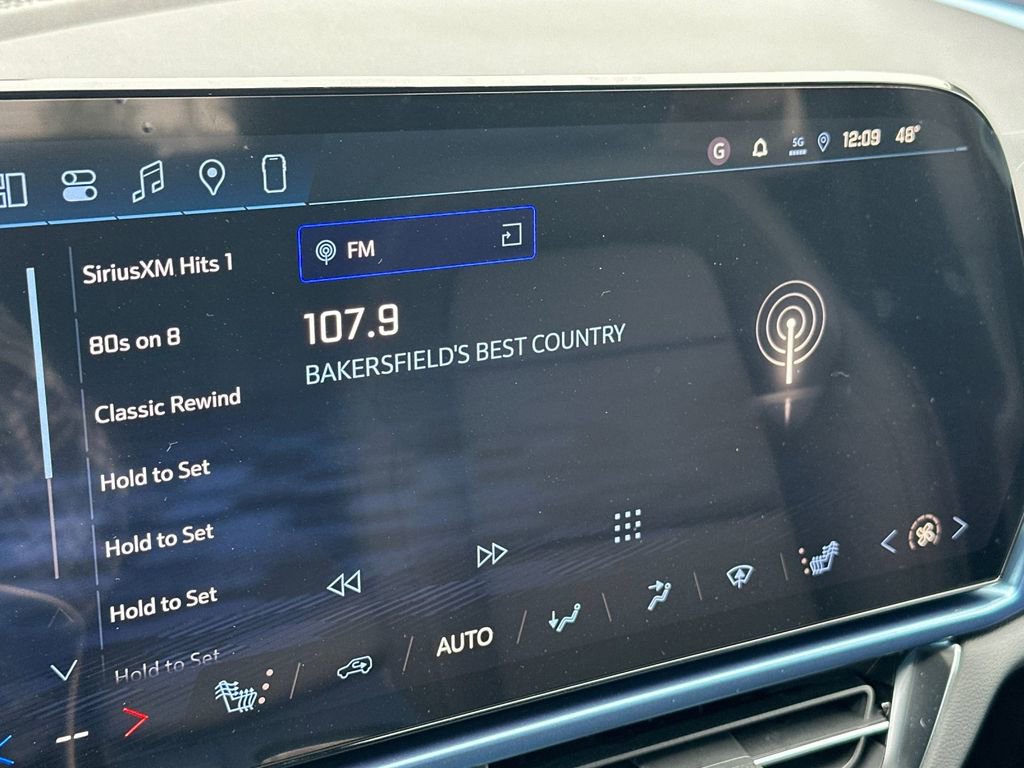 G 5G 12:09 48°
SiriusXM Hits 1
FM
80s on 8
107.9
BAKERSFIELD'S BEST COUNTRY
Classic Rewind
Hold to Set
Hold to Set
Hold to Set
Hold to Set
AUTO
--